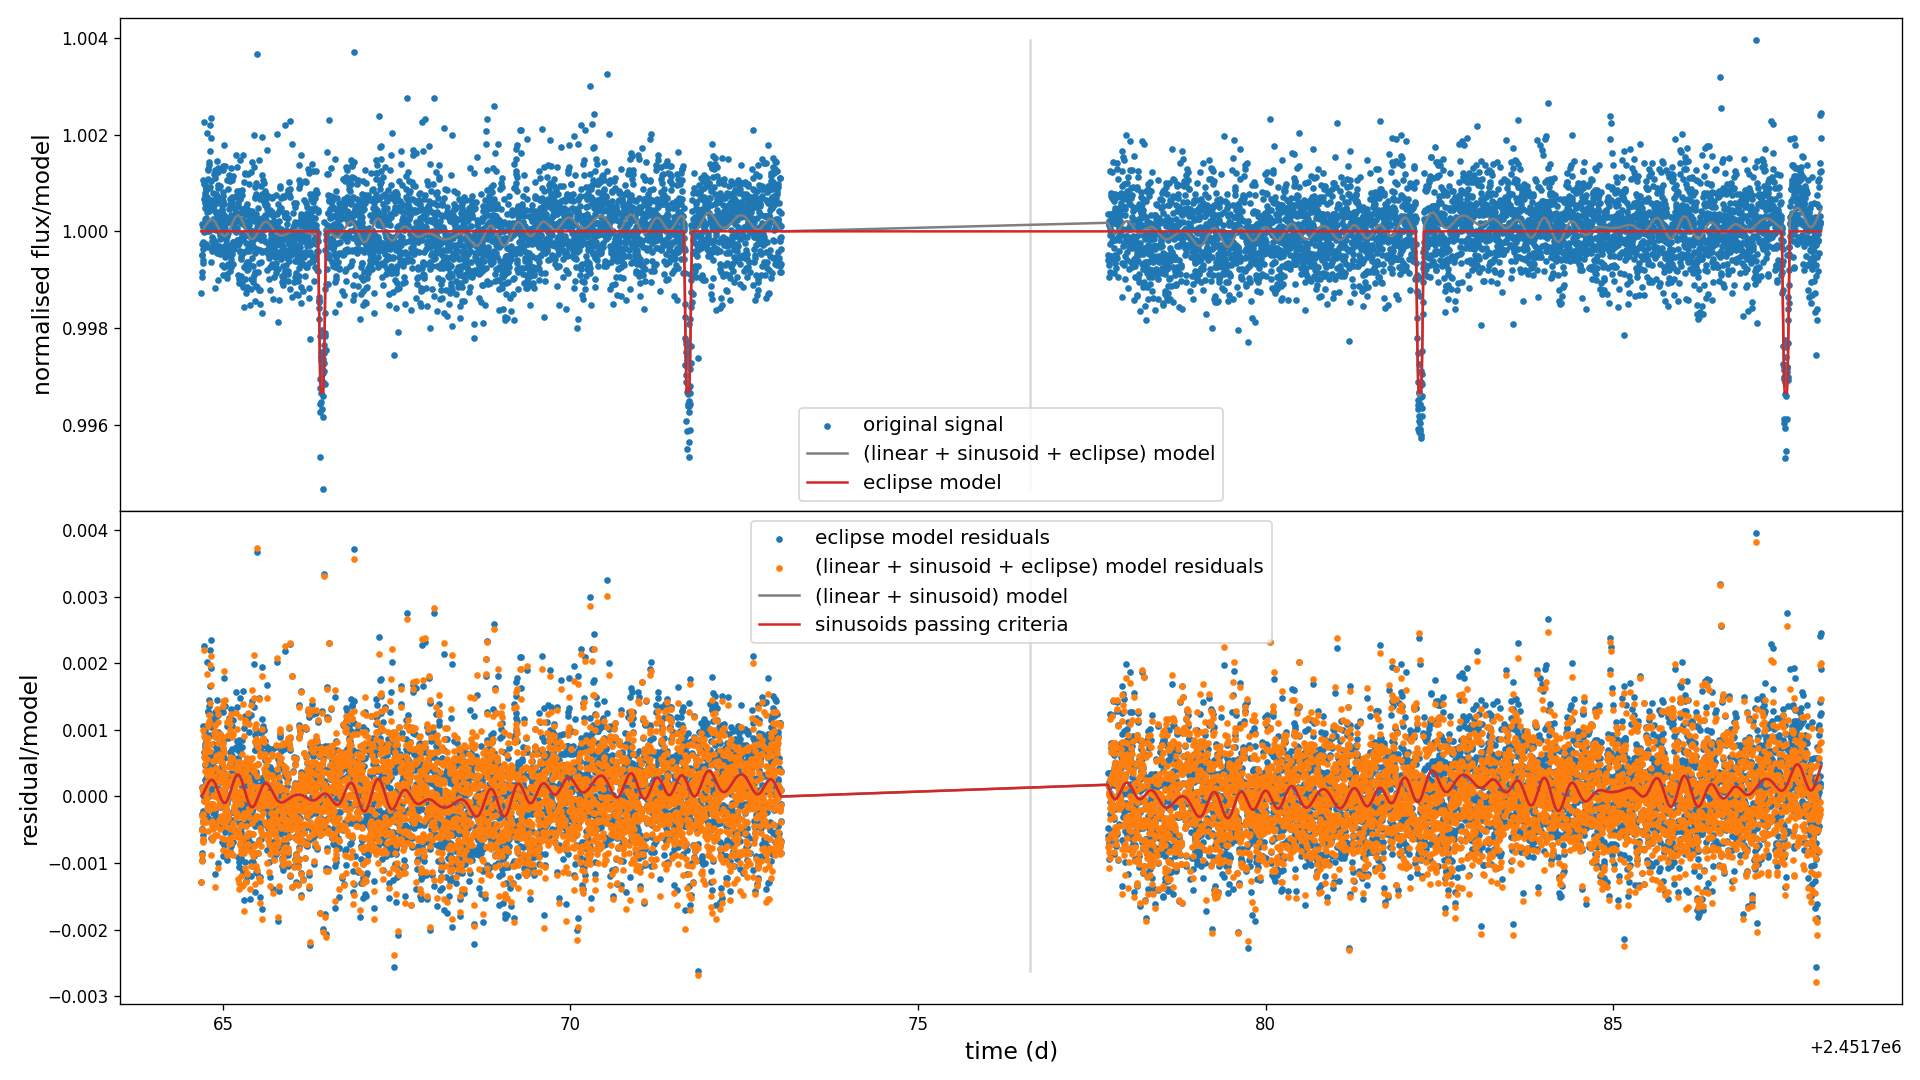 1.004
1.002
1.000
0.998
0.996
normalised flux/model
original signal
(linear + sinusoid + eclipse) model
eclipse model
0.004
0.003
0.002
0.001
0.000
−0.001
−0.002
−0.003
residual/model
eclipse model residuals
(linear + sinusoid + eclipse) model residuals
(linear + sinusoid) model
sinusoids passing criteria
65
70
75
80
85
time (d)
+2.4517e6